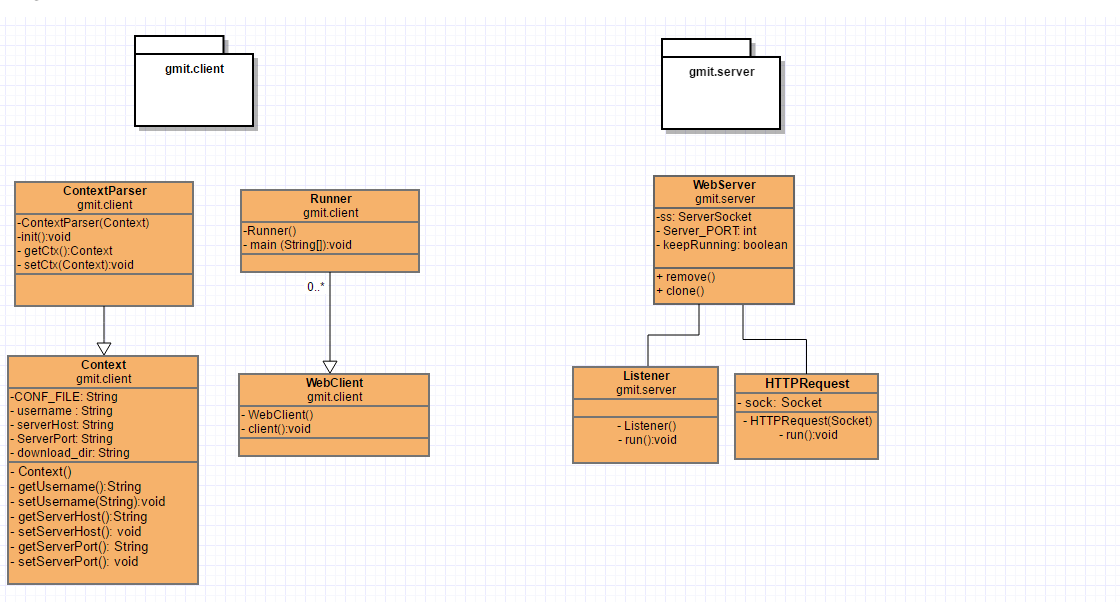 gmit.client
gmit.server
ContextParser
gmit.client
-ContextParser(Context)
-init():void
- getCtx():Context
- setCtx(Context):void
Runner
gmit.client
-Runner()
- main (String[]):void
0..*
WebServer
gmit.server
-ss: ServerSocket
- Server_PORT: int
- keepRunning: boolean
+ remove()
+ clone()
Context
gmit.client
-CONF_FILE: String
- username : String
- serverHost: String
- ServerPort: String
- download_dir: String
- Context()
- getUsername():String
- setUsername(String):void
- getServerHost():String
- setServerHost(): void
- getServerPort(): String
- setServerPort(): void
WebClient
gmit.client
- WebClient()
- client():void
Listener
gmit.server
- Listener()
- run():void
HTTPRequest
- sock: Socket
- HTTPRequest(Socket)
- run():void